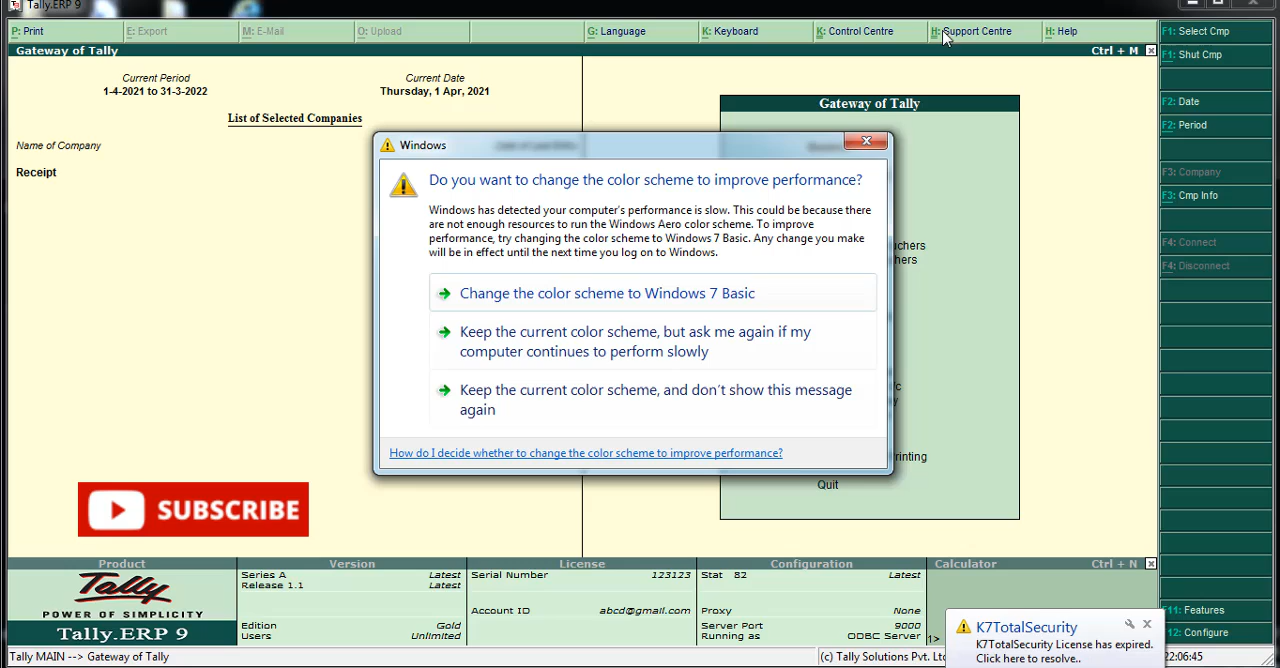 Tally.ERP 9
P: Print
E: Export
M: E-Mail
O: Upload
G: Language
K: Keyboard
K: Control Centre
H: Support Centre
H: Help
F1: Select Cmp
F1: Shut Cmp
F2: Date
F2: Period
F3: Company
F3: Cmp Info
F4: Connect
F4: Disconnect
F11: Features
F12: Configure
Gateway of Tally
Ctrl + M
Current Period
1-4-2021 to 31-3-2022
Current Date
Thursday, 1 Apr, 2021
List of Selected Companies
Name of Company
Receipt
Gateway of Tally
Quit
Windows
Do you want to change the color scheme to improve performance?
Windows has detected your computer's performance is slow. This could be because there
are not enough resources to run the Windows Aero color scheme. To improve
performance, try changing the color scheme to Windows 7 Basic. Any change you make
will be in effect until the next time you log on to Windows.
Change the color scheme to Windows 7 Basic
Keep the current color scheme, but ask me again if my
computer continues to perform slowly
Keep the current color scheme, and don't show this message
again
How do I decide whether to change the color scheme to improve performance?
SUBSCRIBE
Product
Tally
POWER OF SIMPLICITY
Tally.ERP 9
Version
Series A Latest
Release 1.1 Latest
Edition Gold
Users Unlimited
License
Serial Number 123123
Account ID abcd@gmail.com
Configuration
Stat 82 Latest
Proxy None
Server Port 9000
Running as ODBC Server
Calculator
Ctrl + N
1>
K7TotalSecurity
K7TotalSecurity License has expired.
Click here to resolve..
Tally MAIN --> Gateway of Tally
(c) Tally Solutions Pvt.
22:06:45